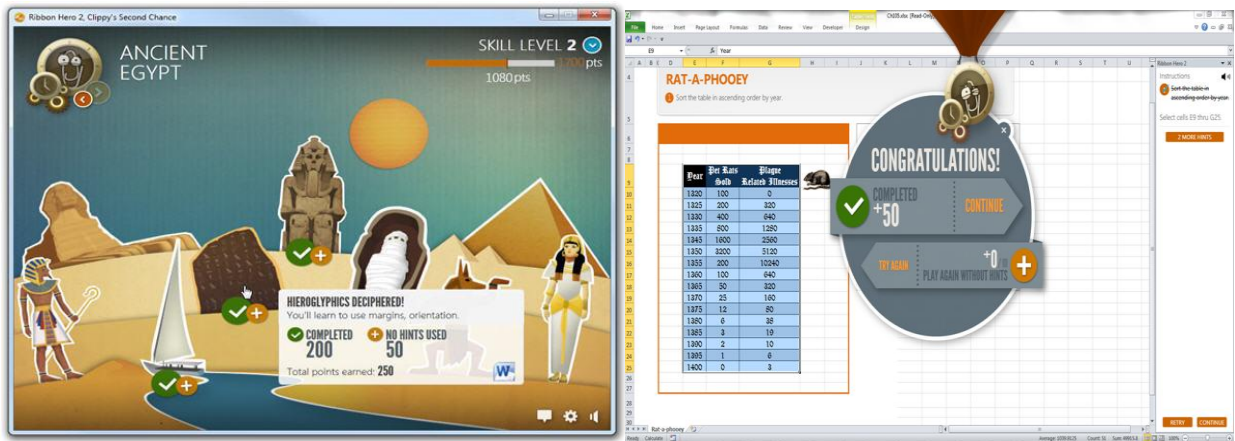 Ribbon Hero 2, Clippy's Second Chance
ANCIENT
EGYPT
SKILL LEVEL 2
1200 pts
1080 pts
HIEROGLYPHICS DECIPHERED!
You'll learn to use margins, orientation.
COMPLETED
200
NO HINTS USED
50
Total points earned: 250
W
File Home Insert Page Layout Formulas Data Review View Developer Design
E9
Year
A B C D E F G H I J K L M N O P Q R S T U
RAT-A-PHOOEY
Sort the table in ascending order by year.
Year Pet Rats Sold Plague Related Illnesses
1320 100 0
1325 200 320
1330 400 640
1335 800 1280
1345 1600 2560
1350 3200 5120
1355 200 10240
1360 100 640
1365 50 320
1370 25 160
1375 12 80
1380 6 38
1385 3 19
1390 2 10
1395 1 6
1400 0 3
CONGRATULATIONS!
COMPLETED
+50
CONTINUE
TRY AGAIN
+0
PLAY AGAIN WITHOUT HINTS
Ribbon Hero 2
Instructions
Sort the table in
ascending order by year.
Select cells E9 thru G25.
2 MORE HINTS
RETRY CONTINUE
Rat-a-phooey
Ready Calculate
100%